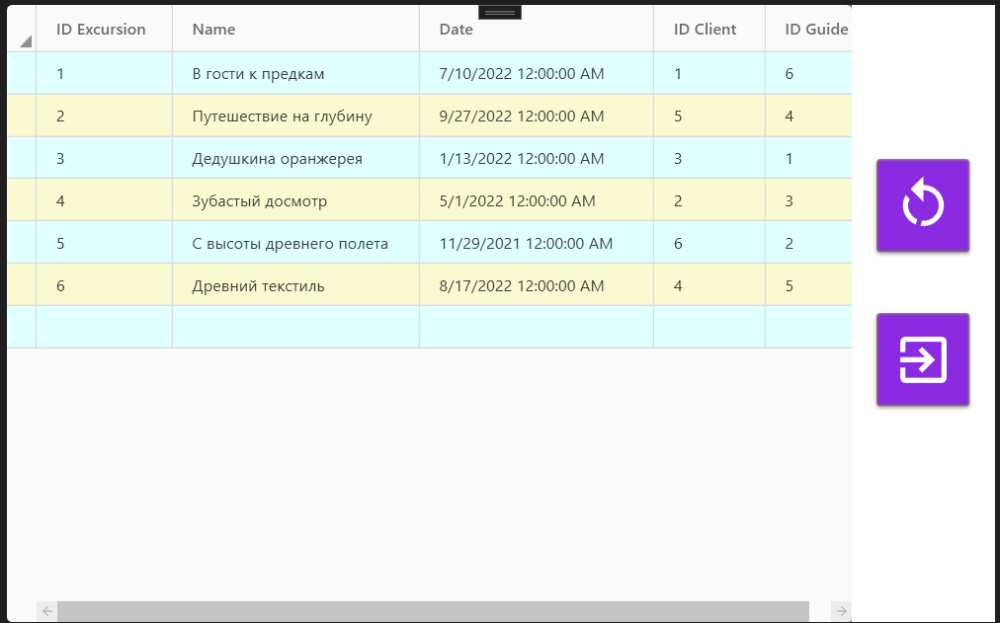 ID Excursion Name Date ID Client ID Guide
1 В гости к предкам 7/10/2022 12:00:00 AM 1 6
2 Путешествие на глубину 9/27/2022 12:00:00 AM 5 4
3 Дедушкина оранжерея 1/13/2022 12:00:00 AM 3 1
4 Зубастый досмотр 5/1/2022 12:00:00 AM 2 3
5 С высоты древнего полета 11/29/2021 12:00:00 AM 6 2
6 Древний текстиль 8/17/2022 12:00:00 AM 4 5